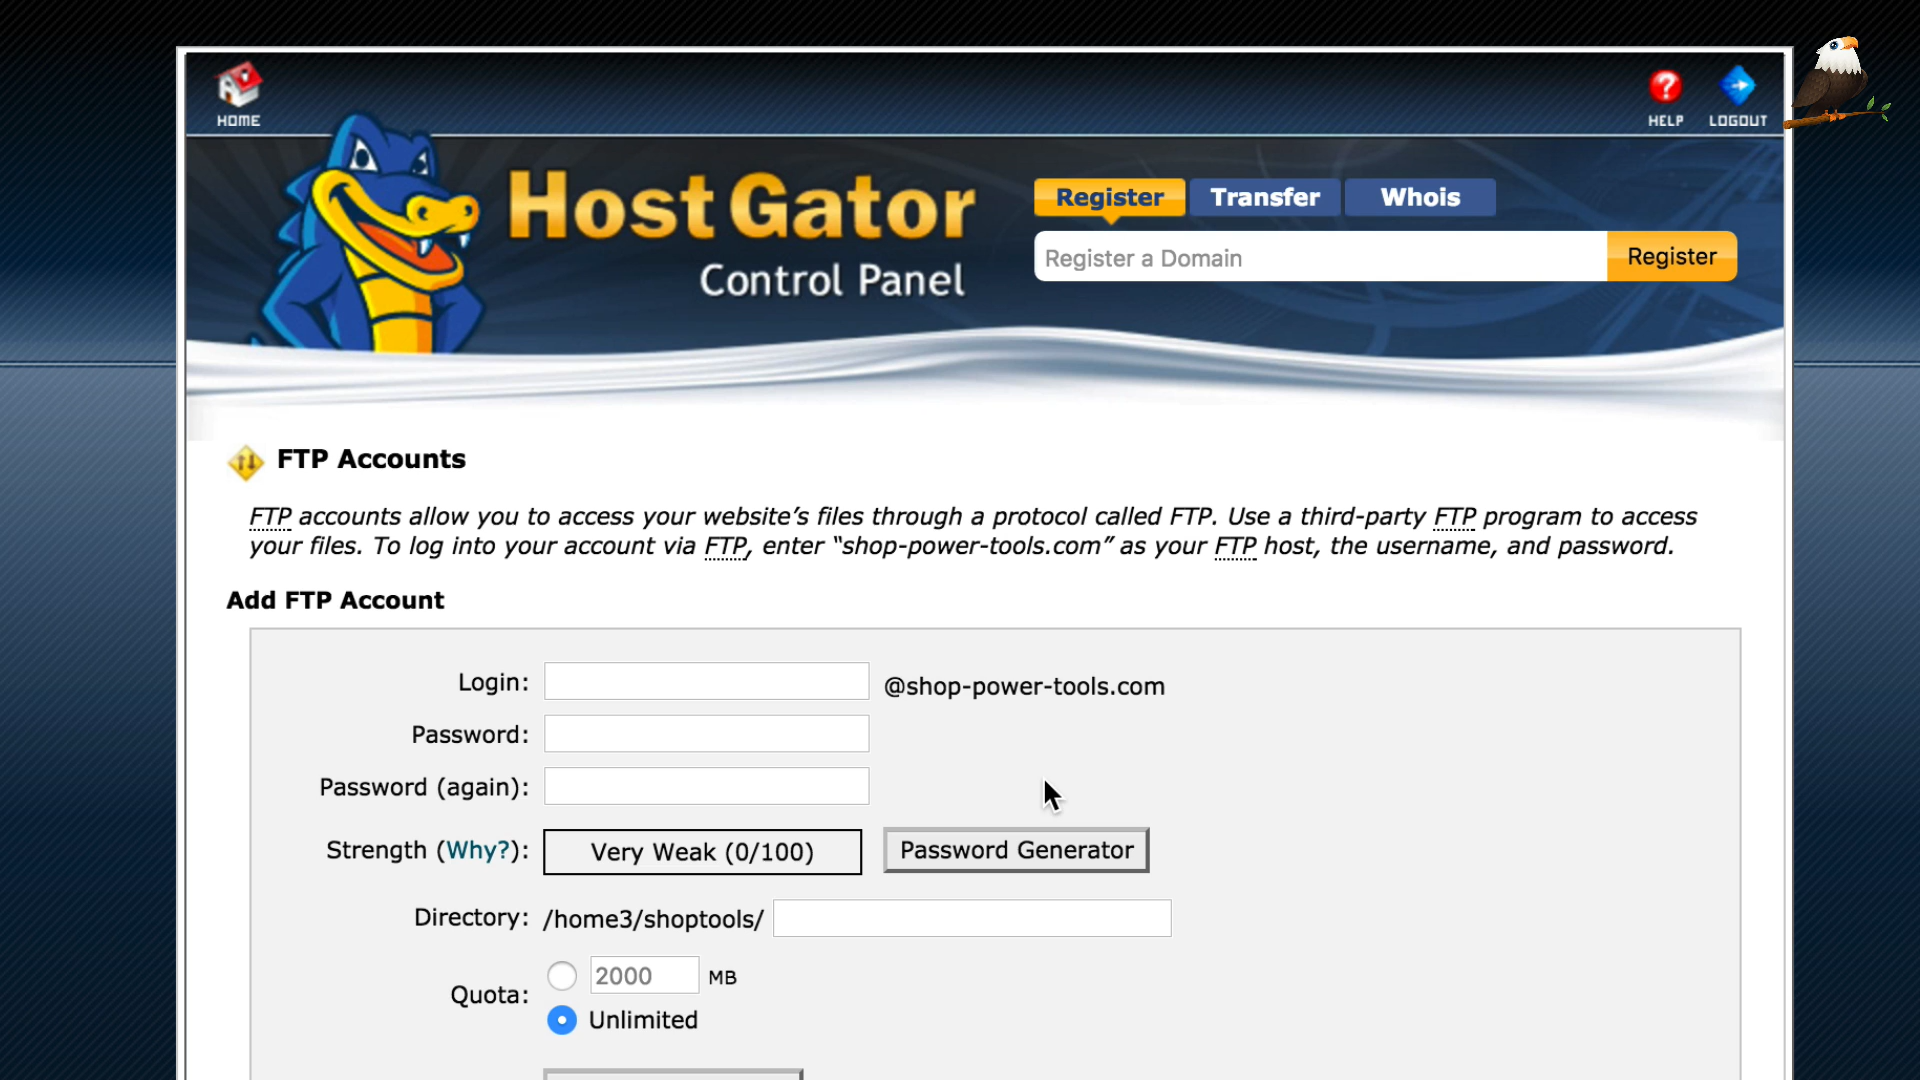 HOME
HELP LOGOUT
HostGator
Control Panel
Register Transfer Whois
Register a Domain Register
FTP Accounts
FTP accounts allow you to access your website's files through a protocol called FTP. Use a third-party FTP program to access
your files. To log into your account via FTP, enter “shop-power-tools.com” as your FTP host, the username, and password.
Add FTP Account
Login: @shop-power-tools.com
Password:
Password (again):
Strength (Why?): Very Weak (0/100) Password Generator
Directory: /home3/shoptools/
Quota: 2000 MB
Unlimited